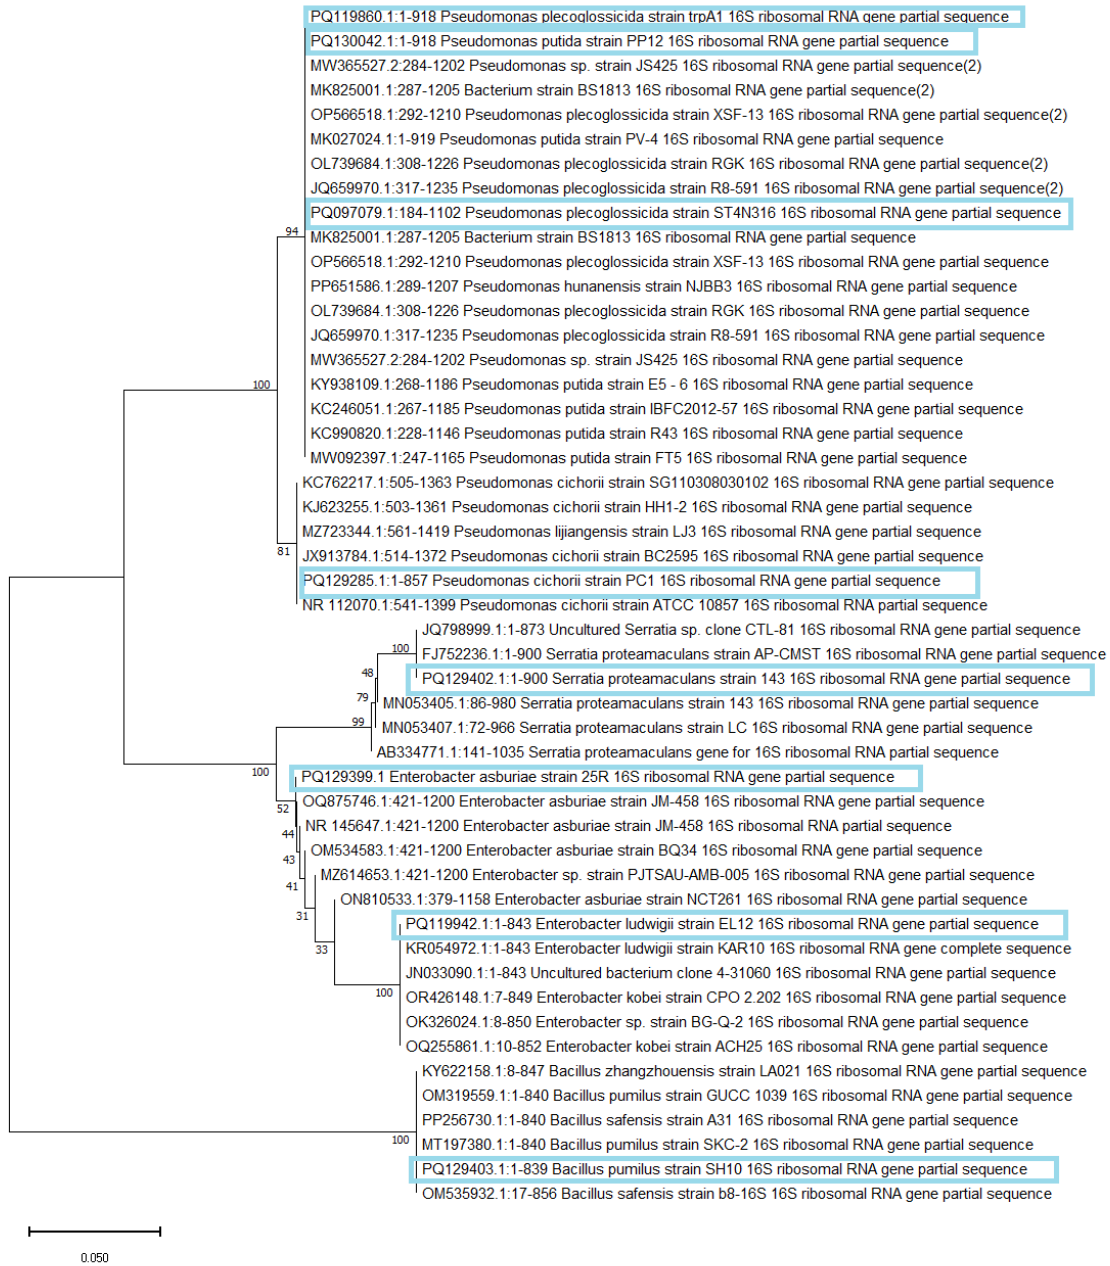 PQ119860.1:1-918 Pseudomonas plecoglossicida strain trpA1 16S ribosomal RNA gene partial sequence
PQ130042.1:1-918 Pseudomonas putida strain PP12 16S ribosomal RNA gene partial sequence
MW365527.2:284-1202 Pseudomonas sp. strain JS425 16S ribosomal RNA gene partial sequence(2)
MK825001.1:287-1205 Bacterium strain BS1813 16S ribosomal RNA gene partial sequence(2)
OP566518.1:292-1210 Pseudomonas plecoglossicida strain XSF-13 16S ribosomal RNA gene partial sequence(2)
MK027024.1:1-919 Pseudomonas putida strain PV-4 16S ribosomal RNA gene partial sequence
OL739684.1:308-1226 Pseudomonas plecoglossicida strain RGK 16S ribosomal RNA gene partial sequence(2)
JQ659970.1:317-1235 Pseudomonas plecoglossicida strain R8-591 16S ribosomal RNA gene partial sequence(2)
PQ097079.1:184-1102 Pseudomonas plecoglossicida strain ST4N316 16S ribosomal RNA gene partial sequence
94
MK825001.1:287-1205 Bacterium strain BS1813 16S ribosomal RNA gene partial sequence
OP566518.1:292-1210 Pseudomonas plecoglossicida strain XSF-13 16S ribosomal RNA gene partial sequence
PP651586.1:289-1207 Pseudomonas hunanensis strain NJBB3 16S ribosomal RNA gene partial sequence
OL739684.1:308-1226 Pseudomonas plecoglossicida strain RGK 16S ribosomal RNA gene partial sequence
JQ659970.1:317-1235 Pseudomonas plecoglossicida strain R8-591 16S ribosomal RNA gene partial sequence
MW365527.2:284-1202 Pseudomonas sp. strain JS425 16S ribosomal RNA gene partial sequence
100
KY938109.1:268-1186 Pseudomonas putida strain E5 - 6 16S ribosomal RNA gene partial sequence
KC246051.1:267-1185 Pseudomonas putida strain IBFC2012-57 16S ribosomal RNA gene partial sequence
KC990820.1:228-1146 Pseudomonas putida strain R43 16S ribosomal RNA gene partial sequence
MW092397.1:247-1165 Pseudomonas putida strain FT5 16S ribosomal RNA gene partial sequence
KC762217.1:505-1363 Pseudomonas cichorii strain SG110308030102 16S ribosomal RNA gene partial sequence
KJ623255.1:503-1361 Pseudomonas cichorii strain HH1-2 16S ribosomal RNA gene partial sequence
MZ723344.1:561-1419 Pseudomonas lijiangensis strain LJ3 16S ribosomal RNA gene partial sequence
81
JX913784.1:514-1372 Pseudomonas cichorii strain BC2595 16S ribosomal RNA gene partial sequence
PQ129285.1:1-857 Pseudomonas cichorii strain PC1 16S ribosomal RNA gene partial sequence
NR 112070.1:541-1399 Pseudomonas cichorii strain ATCC 10857 16S ribosomal RNA partial sequence
JQ798999.1:1-873 Uncultured Serratia sp. clone CTL-81 16S ribosomal RNA gene partial sequence
100
FJ752236.1:1-900 Serratia proteamaculans strain AP-CMST 16S ribosomal RNA gene partial sequence
48
PQ129402.1:1-900 Serratia proteamaculans strain 143 16S ribosomal RNA gene partial sequence
79
MN053405.1:86-980 Serratia proteamaculans strain 143 16S ribosomal RNA gene partial sequence
99
MN053407.1:72-966 Serratia proteamaculans strain LC 16S ribosomal RNA gene partial sequence
AB334771.1:141-1035 Serratia proteamaculans gene for 16S ribosomal RNA partial sequence
100
PQ129399.1 Enterobacter asburiae strain 25R 16S ribosomal RNA gene partial sequence
52
OQ875746.1:421-1200 Enterobacter asburiae strain JM-458 16S ribosomal RNA gene partial sequence
44
NR 145647.1:421-1200 Enterobacter asburiae strain JM-458 16S ribosomal RNA partial sequence
43
OM534583.1:421-1200 Enterobacter asburiae strain BQ34 16S ribosomal RNA gene partial sequence
41
MZ614653.1:421-1200 Enterobacter sp. strain PJTSAU-AMB-005 16S ribosomal RNA gene partial sequence
31
ON810533.1:379-1158 Enterobacter asburiae strain NCT261 16S ribosomal RNA gene partial sequence
33
PQ119942.1:1-843 Enterobacter ludwigii strain EL12 16S ribosomal RNA gene partial sequence
KR054972.1:1-843 Enterobacter ludwigii strain KAR10 16S ribosomal RNA gene complete sequence
JN033090.1:1-843 Uncultured bacterium clone 4-31060 16S ribosomal RNA gene partial sequence
100
OR426148.1:7-849 Enterobacter kobei strain CPO 2.202 16S ribosomal RNA gene partial sequence
OK326024.1:8-850 Enterobacter sp. strain BG-Q-2 16S ribosomal RNA gene partial sequence
OQ255861.1:10-852 Enterobacter kobei strain ACH25 16S ribosomal RNA gene partial sequence
KY622158.1:8-847 Bacillus zhangzhouensis strain LA021 16S ribosomal RNA gene partial sequence
OM319559.1:1-840 Bacillus pumilus strain GUCC 1039 16S ribosomal RNA gene partial sequence
PP256730.1:1-840 Bacillus safensis strain A31 16S ribosomal RNA gene partial sequence
100
MT197380.1:1-840 Bacillus pumilus strain SKC-2 16S ribosomal RNA gene partial sequence
PQ129403.1:1-839 Bacillus pumilus strain SH10 16S ribosomal RNA gene partial sequence
OM535932.1:17-856 Bacillus safensis strain b8-16S 16S ribosomal RNA gene partial sequence
0.050